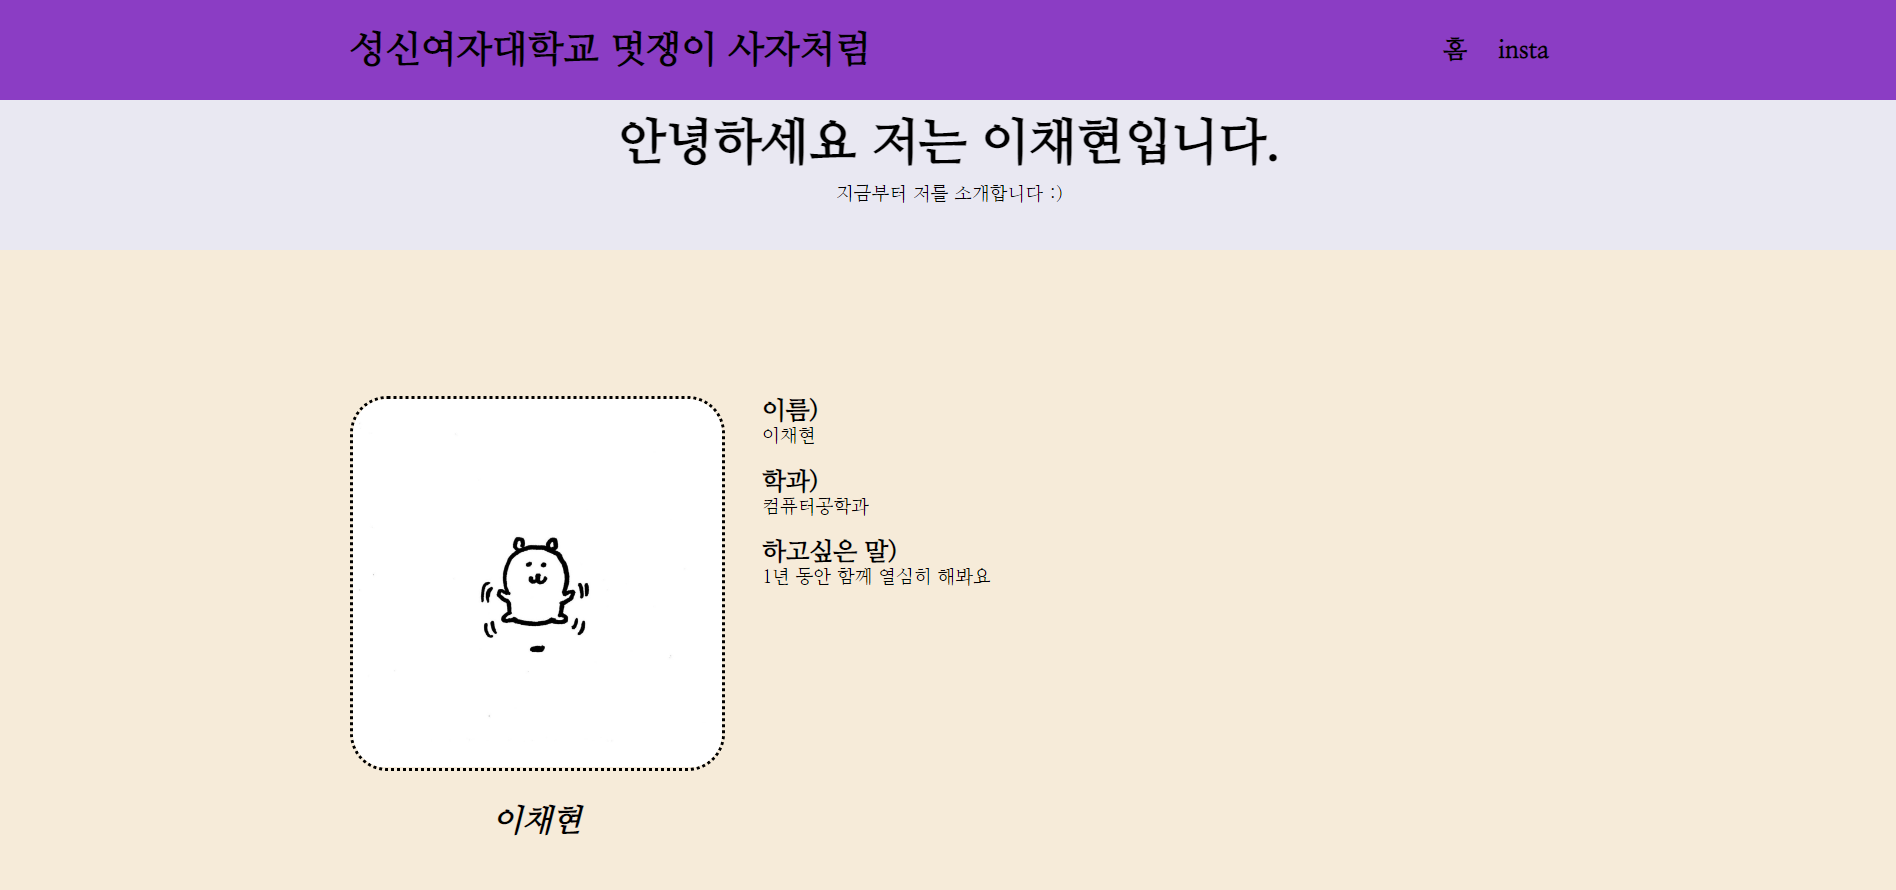 성신여자대학교 멋쟁이 사자처럼
홈 insta
안녕하세요 저는 이채현입니다.
지금부터 저를 소개합니다 :)
이름)
이채현
학과)
컴퓨터공학과
하고싶은 말)
1년 동안 함께 열심히 해봐요
이채현